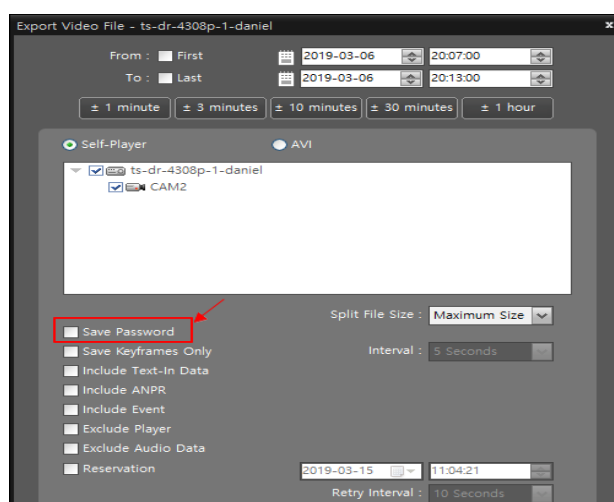 Export Video File - ts-dr-4308p-1-daniel x
From : First 2019-03-06 20:07:00
To : Last 2019-03-06 20:13:00
± 1 minute ± 3 minutes ± 10 minutes ± 30 minutes ± 1 hour
Self-Player AVI
ts-dr-4308p-1-daniel
CAM2
Split File Size : Maximum Size
Save Password
Save Keyframes Only Interval : 5 Seconds
Include Text-In Data
Include ANPR
Include Event
Exclude Player
Exclude Audio Data
Reservation 2019-03-15 11:04:21
Retry Interval : 10 Seconds